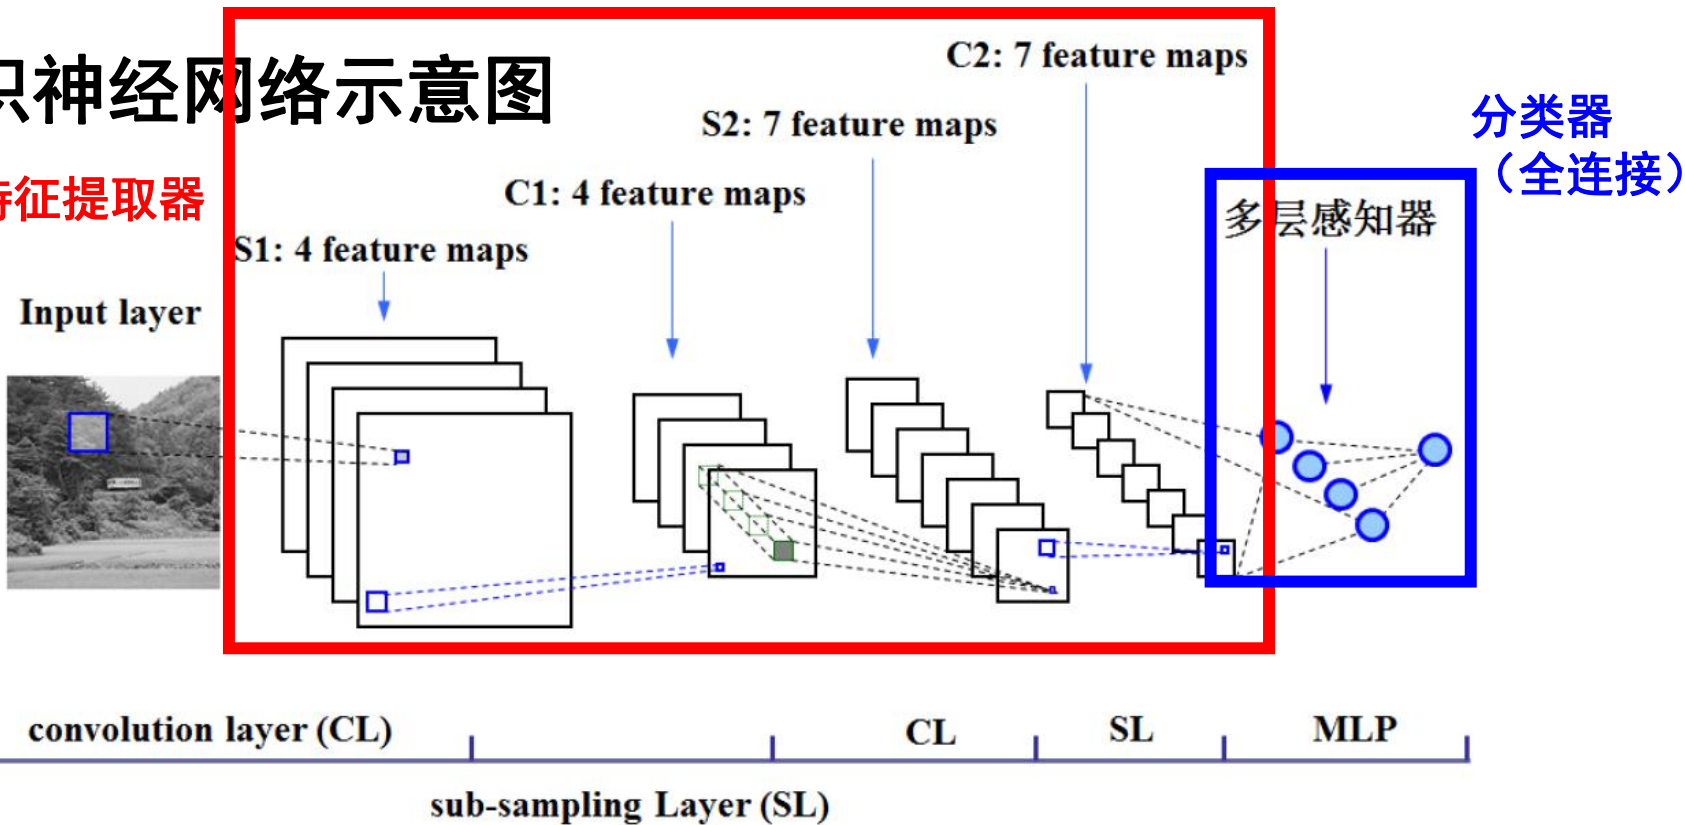 识神经网络示意图
特征提取器
C2: 7 feature maps
S2: 7 feature maps
C1: 4 feature maps
S1: 4 feature maps
Input layer
分类器
（全连接）
多层感知器
convolution layer (CL)
CL
SL
MLP
sub-sampling Layer (SL)